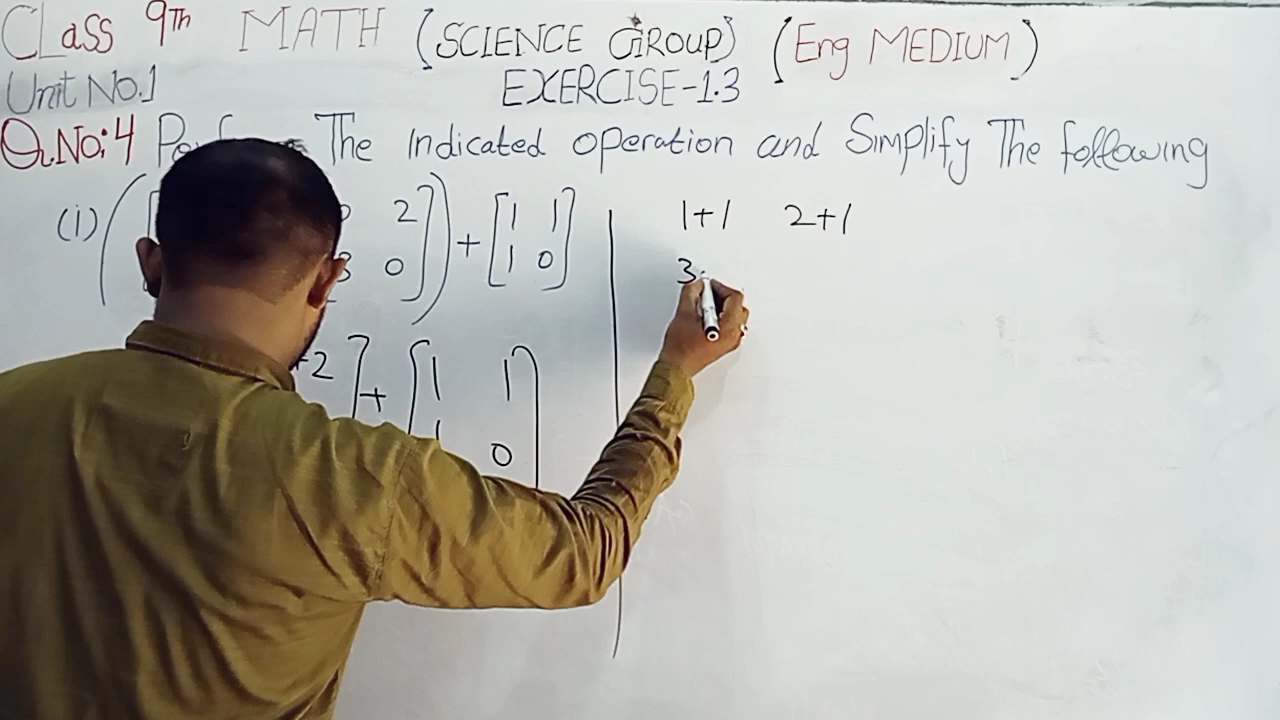 CLass 9Th MATH (SCIENCE GROUP) (Eng MEDIUM)
Unit No.1 EXERCISE-1.3
Q.No:4 The Indicated operation and Simplify The following
(i) ([ 2 0 ]) + [1 1 1 0]
+2 ] + [1 1 0
1+1 2+1
3